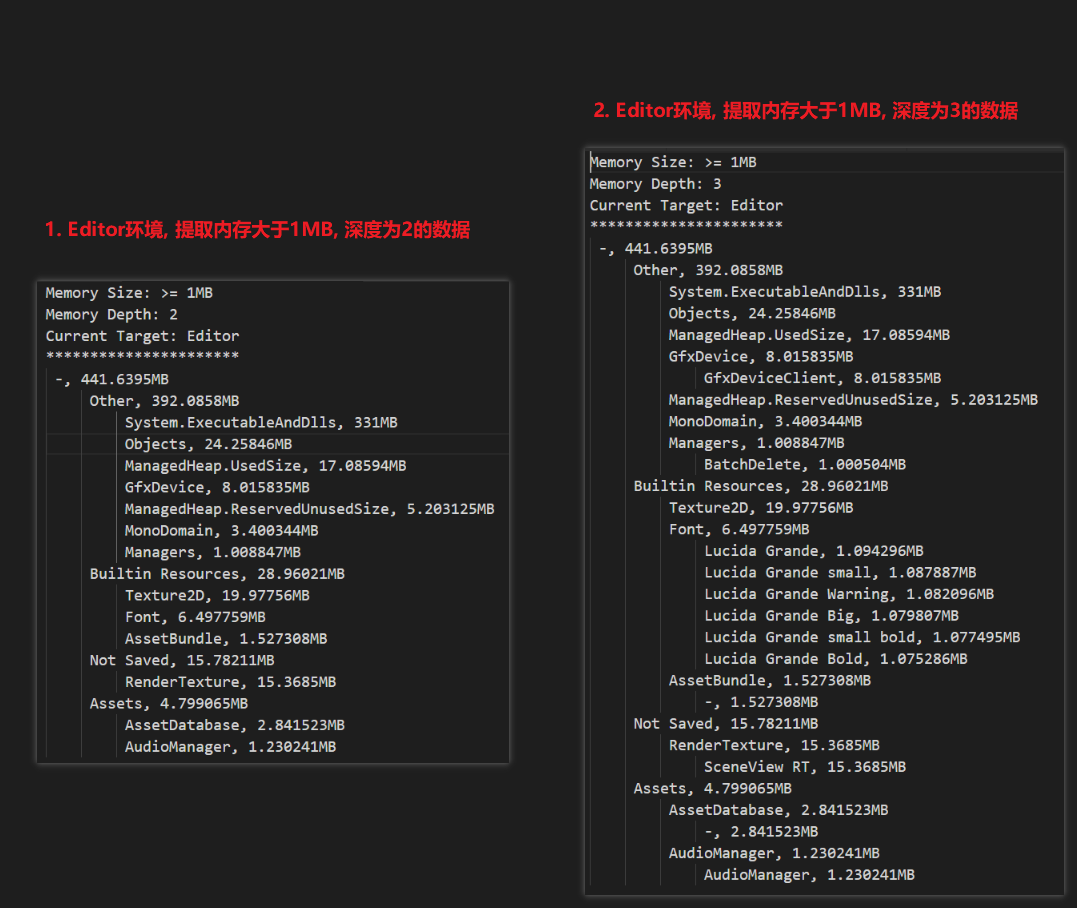 1. Editor环境, 提取内存大于1MB, 深度为2的数据
Memory Size: >= 1MB
Memory Depth: 2
Current Target: Editor
**********************
-, 441.6395MB
Other, 392.0858MB
System.ExecutableAndDlls, 331MB
Objects, 24.25846MB
ManagedHeap.UsedSize, 17.08594MB
GfxDevice, 8.015835MB
ManagedHeap.ReservedUnusedSize, 5.203125MB
MonoDomain, 3.400344MB
Managers, 1.008847MB
Builtin Resources, 28.96021MB
Texture2D, 19.97756MB
Font, 6.497759MB
AssetBundle, 1.527308MB
Not Saved, 15.78211MB
RenderTexture, 15.3685MB
Assets, 4.799065MB
AssetDatabase, 2.841523MB
AudioManager, 1.230241MB
2. Editor环境, 提取内存大于1MB, 深度为3的数据
Memory Size: >= 1MB
Memory Depth: 3
Current Target: Editor
**********************
-, 441.6395MB
Other, 392.0858MB
System.ExecutableAndDlls, 331MB
Objects, 24.25846MB
ManagedHeap.UsedSize, 17.08594MB
GfxDevice, 8.015835MB
GfxDeviceClient, 8.015835MB
ManagedHeap.ReservedUnusedSize, 5.203125MB
MonoDomain, 3.400344MB
Managers, 1.008847MB
BatchDelete, 1.000504MB
Builtin Resources, 28.96021MB
Texture2D, 19.97756MB
Font, 6.497759MB
Lucida Grande, 1.094296MB
Lucida Grande small, 1.087887MB
Lucida Grande Warning, 1.082096MB
Lucida Grande Big, 1.079807MB
Lucida Grande small bold, 1.077495MB
Lucida Grande Bold, 1.075286MB
AssetBundle, 1.527308MB
-, 1.527308MB
Not Saved, 15.78211MB
RenderTexture, 15.3685MB
SceneView RT, 15.3685MB
Assets, 4.799065MB
AssetDatabase, 2.841523MB
-, 2.841523MB
AudioManager, 1.230241MB
AudioManager, 1.230241MB